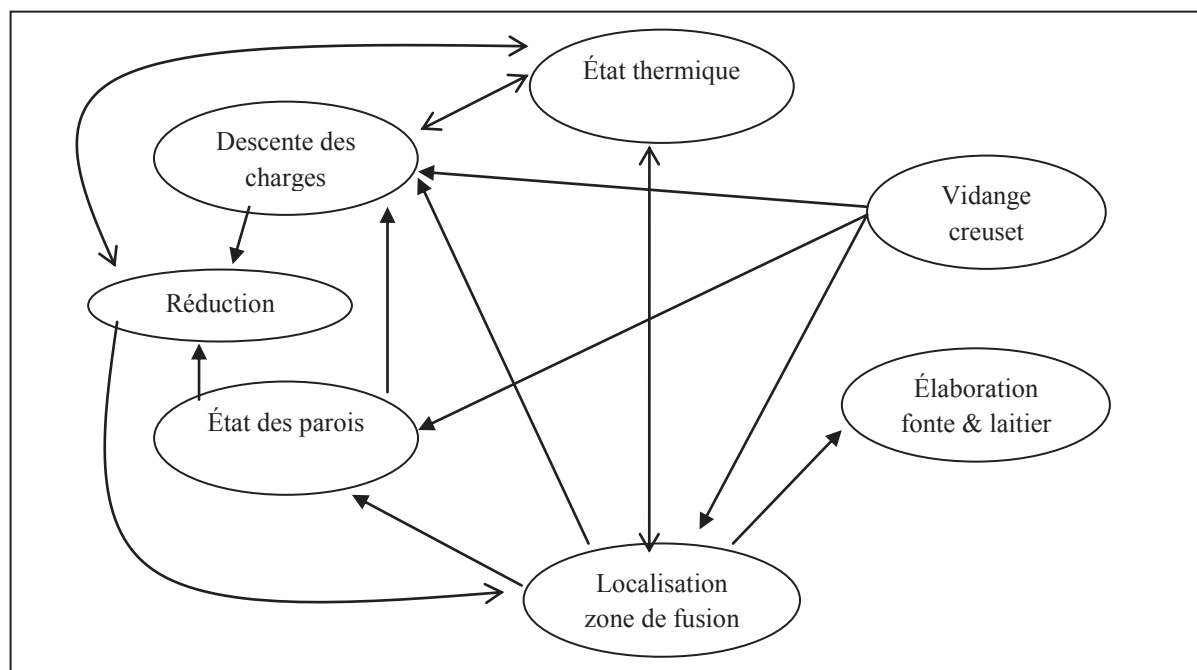 État thermique
Descente des
charges
Vidange
creuset
Réduction
Élaboration
fonte & laitier
État des parois
Localisation
zone de fusion